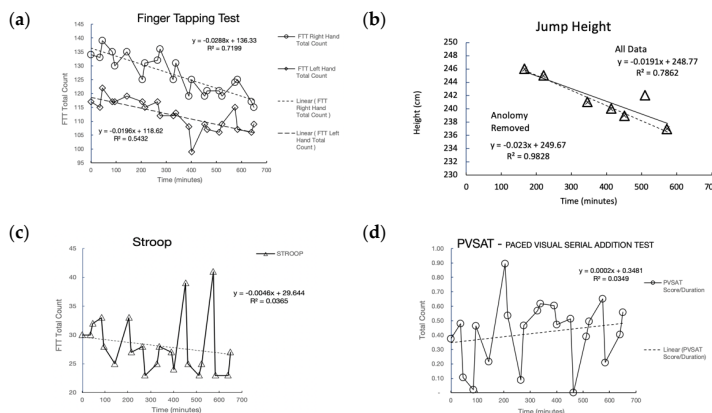 (a)
Finger Tapping Test
FTT Total Count
140
135
130
125
120
115
110
105
100
95
0 100 200 300 400 500 600 700
Time (minutes)
y = -0.0288x + 136.33
R² = 0.7199
y = -0.0196x + 118.62
R² = 0.5432
FTT Right Hand
Total Count
FTT Left Hand
Total Count
Linear ( FTT
Right Hand
Total Count )
Linear ( FTT Left
Hand Total
Count )
(b)
Jump Height
Height (cm)
260
258
256
254
252
250
248
246
244
242
240
238
236
234
232
230
0 100 200 300 400 500 600 700
Time (minutes)
All Data
y = -0.0191x + 248.77
R² = 0.7862
Anolomy
Removed
y = -0.023x + 249.67
R² = 0.9828
(c)
Stroop
FTT Total Count
45
40
35
30
25
20
0 100 200 300 400 500 600 700
Time (minutes)
STROOP
y = -0.0046x + 29.644
R² = 0.0365
(d)
PVSAT - PACED VISUAL SERIAL ADDITION TEST
Total Count
1.00
0.90
0.80
0.70
0.60
0.50
0.40
0.30
0.20
0.10
-
0 100 200 300 400 500 600 700
Time (minutes)
y = 0.0002x + 0.3481
R² = 0.0349
PVSAT
Score/Duration
Linear (PVSAT
Score/Duration)